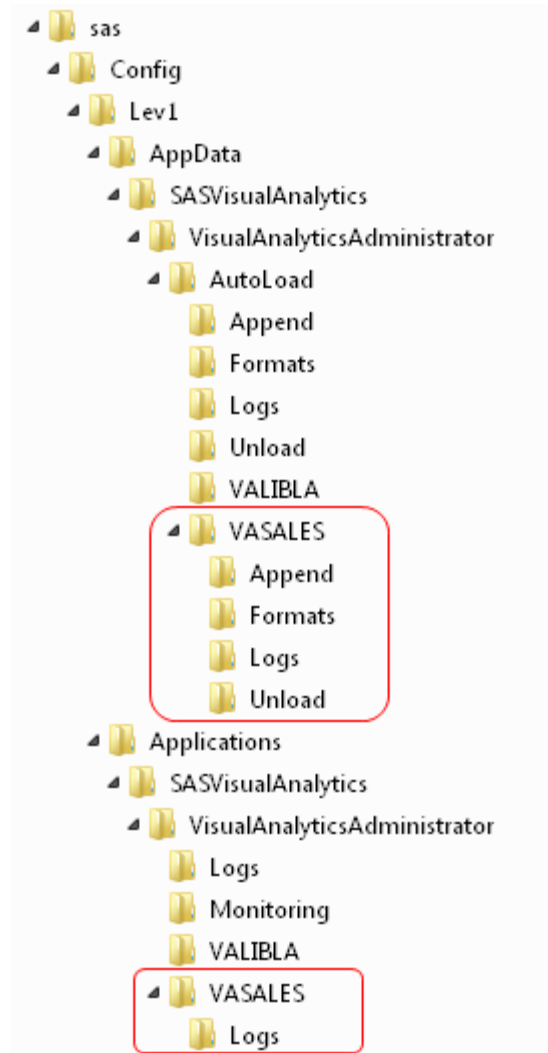 sas
Config
Lev1
AppData
SASVisualAnalytics
VisualAnalyticsAdministrator
AutoLoad
Append
Formats
Logs
Unload
VALIBLA
VASALES
Append
Formats
Logs
Unload
Applications
SASVisualAnalytics
VisualAnalyticsAdministrator
Logs
Monitoring
VALIBLA
VASALES
Logs